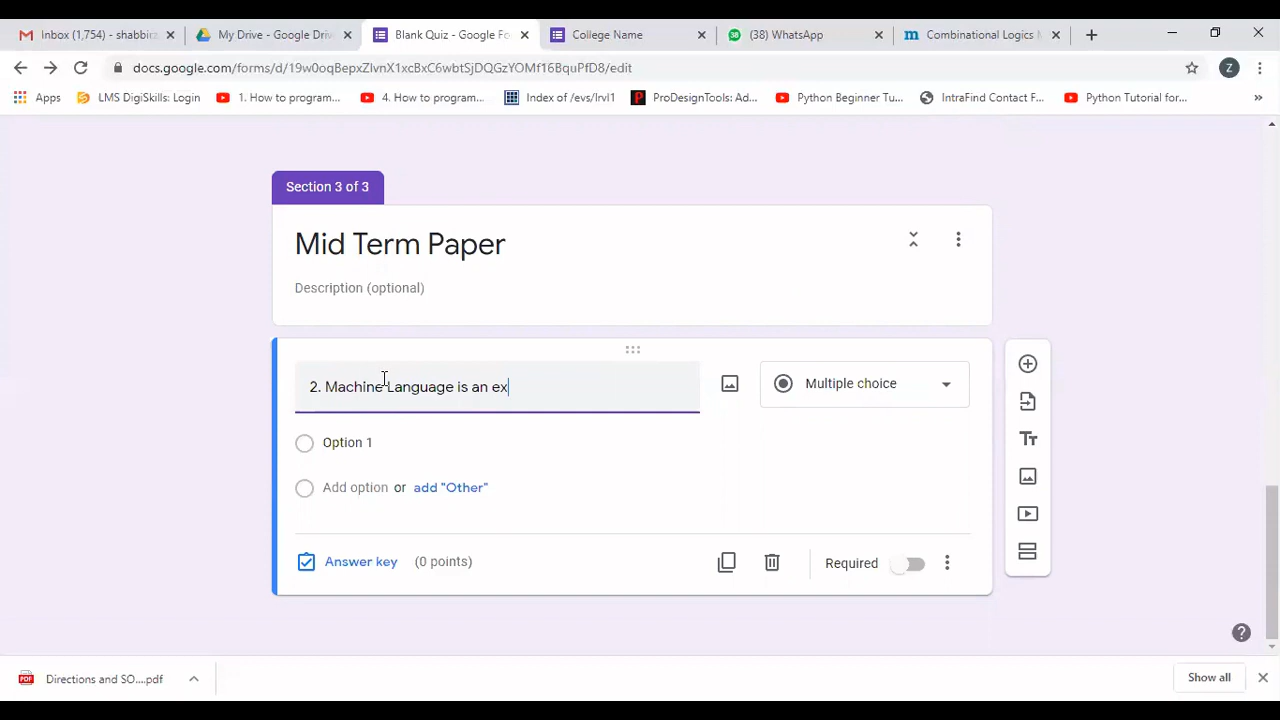 Inbox (1,754) - shabbirz
My Drive - Google Driv
Blank Quiz - Google Fo
College Name
(38) WhatsApp
Combinational Logics M
docs.google.com/forms/d/19w0oqBepxZlvnX1xcBxC6wbtSjDQGzYOMf16BquPfD8/edit
Z
Apps
LMS DigiSkills: Login
1. How to program...
4. How to program...
Index of /evs/lrvl1
ProDesignTools: Ad...
Python Beginner Tu...
IntraFind Contact F...
Python Tutorial for...
»
Section 3 of 3
Mid Term Paper
Description (optional)
2. Machine Language is an ex
Multiple choice
Option 1
Add option or add "Other"
Answer key (0 points)
Required
Directions and SO....pdf
Show all